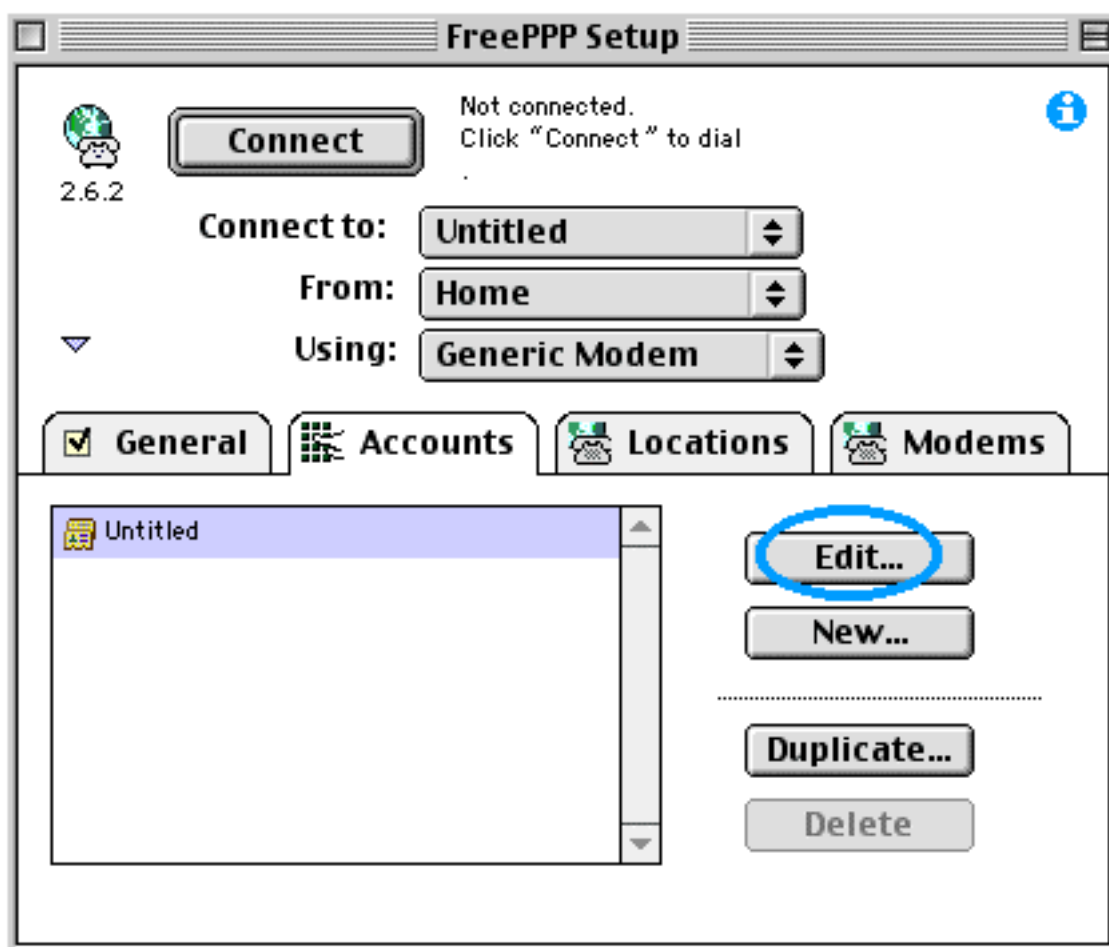 FreePPP Setup
Not connected.
Connect
Click "Connect" to dial
.
2.6.2
Connect to: Untitled
From: Home
Using: Generic Modem
General Accounts Locations Modems
Untitled
Edit...
New...
Duplicate...
Delete